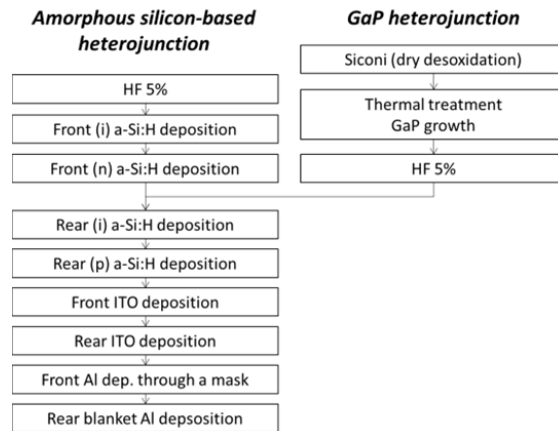 Amorphous silicon-based
heterojunction
HF 5%
Front (i) a-Si:H deposition
Front (n) a-Si:H deposition
GaP heterojunction
Siconi (dry desoxidation)
Thermal treatment
GaP growth
HF 5%
Rear (i) a-Si:H deposition
Rear (p) a-Si:H deposition
Front ITO deposition
Rear ITO deposition
Front Al dep. through a mask
Rear blanket Al depsosition